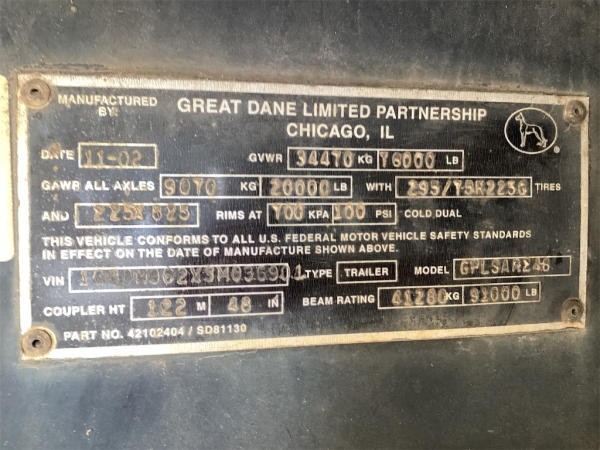 MANUFACTURED BY: GREAT DANE LIMITED PARTNERSHIP
CHICAGO, IL
DATE 11-02 GVWR 34470 KG 76000 LB
GAWR ALL AXLES 9070 KG 20000 LB WITH 295/75R22.5G TIRES
AND 225X825 RIMS AT 700 KPA 100 PSI COLD DUAL
THIS VEHICLE CONFORMS TO ALL U.S. FEDERAL MOTOR VEHICLE SAFETY STANDARDS
IN EFFECT ON THE DATE OF MANUFACTURE SHOWN ABOVE.
VIN TYPE TRAILER MODEL
COUPLER HT 122 M 48 IN BEAM RATING 41280 KG 91000 LB
PART NO. 42102404 / SD81130
®